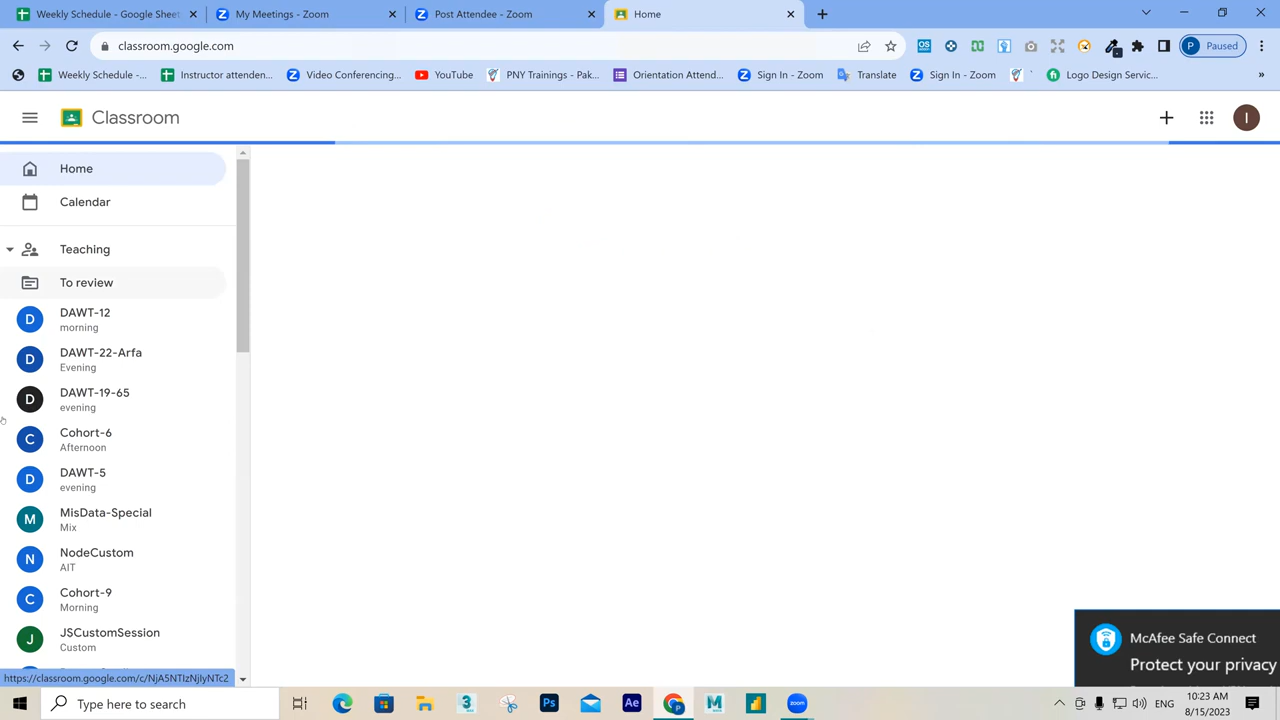 Weekly Schedule - Google Sheet
My Meetings - Zoom
Post Attendee - Zoom
Home
classroom.google.com
P Paused
Weekly Schedule -...
Instructor attenden...
Video Conferencing...
YouTube
PNY Trainings - Pak...
Orientation Attend...
Sign In - Zoom
Translate
Sign In - Zoom
Logo Design Servic...
»
Classroom
I
Home
Calendar
Teaching
To review
D DAWT-12
morning
D DAWT-22-Arfa
Evening
D DAWT-19-65
evening
C Cohort-6
Afternoon
D DAWT-5
evening
M MisData-Special
Mix
N NodeCustom
AIT
C Cohort-9
Morning
J JSCustomSession
Custom
McAfee Safe Connect
Protect your privacy
https://classroom.google.com/c/NjA5NTIzNjIyNTc2
Type here to search
ENG
10:23 AM
8/15/2023